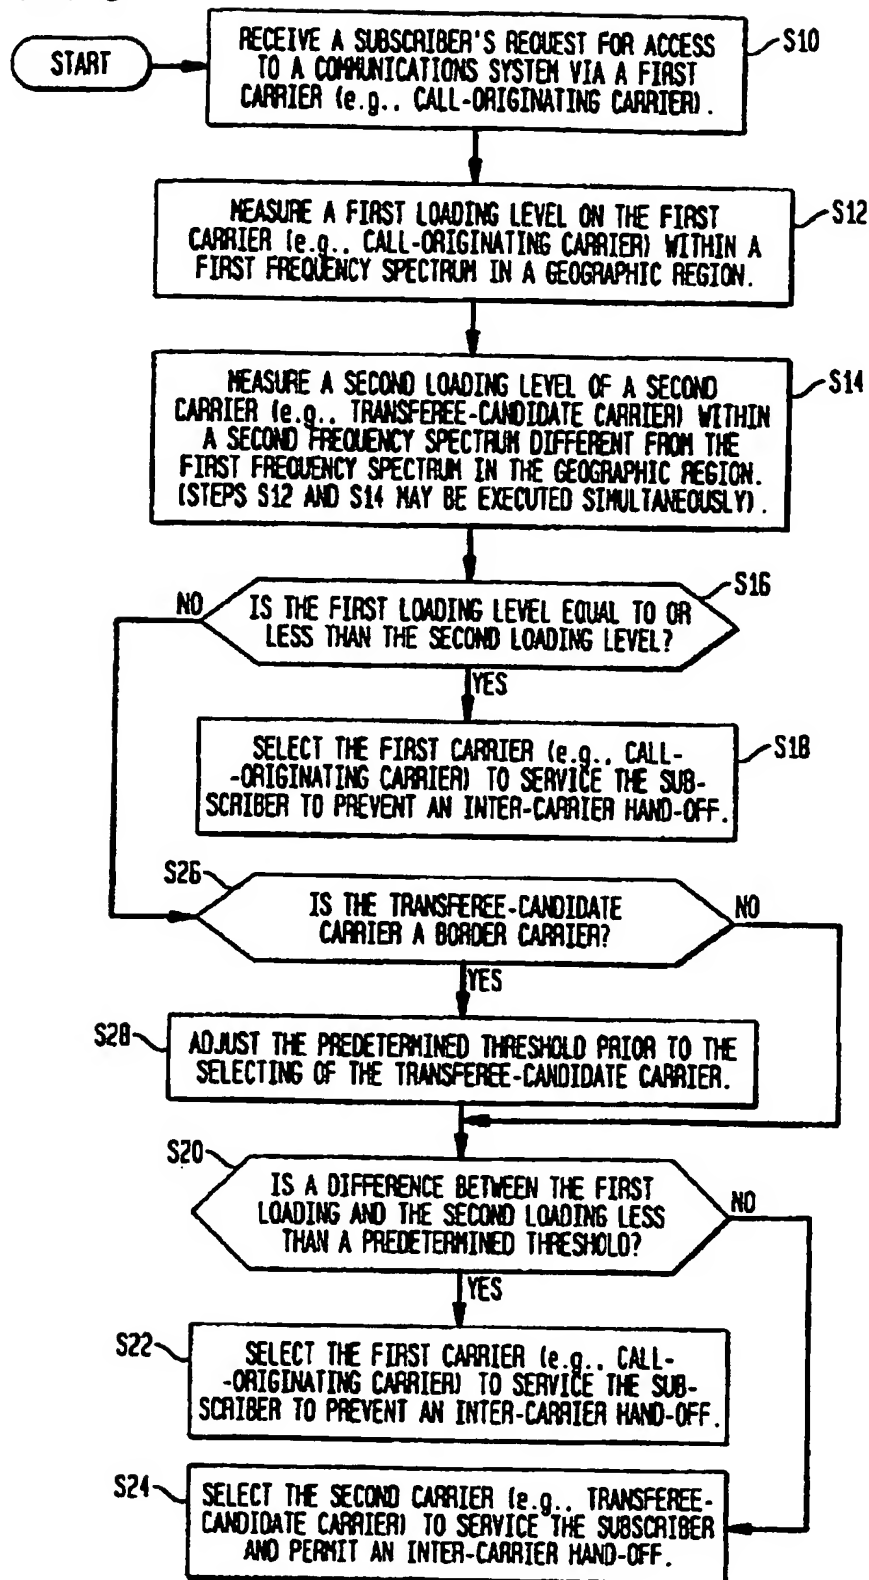 START
RECEIVE A SUBSCRIBER'S REQUEST FOR ACCESS
TO A COMMUNICATIONS SYSTEM VIA A FIRST
CARRIER (e.g.. CALL-ORIGINATING CARRIER).
S10
MEASURE A FIRST LOADING LEVEL ON THE FIRST
CARRIER (e.g.. CALL-ORIGINATING CARRIER) WITHIN A
FIRST FREQUENCY SPECTRUM IN A GEOGRAPHIC REGION.
S12
MEASURE A SECOND LOADING LEVEL OF A SECOND
CARRIER (e.g.. TRANSFEREE-CANDIDATE CARRIER) WITHIN
A SECOND FREQUENCY SPECTRUM DIFFERENT FROM THE
FIRST FREQUENCY SPECTRUM IN THE GEOGRAPHIC REGION.
(STEPS S12 AND S14 MAY BE EXECUTED SIMULTANEOUSLY).
S14
IS THE FIRST LOADING LEVEL EQUAL TO OR
LESS THAN THE SECOND LOADING LEVEL?
S16
NO
YES
SELECT THE FIRST CARRIER (e.g.. CALL-
-ORIGINATING CARRIER) TO SERVICE THE SUB-
SCRIBER TO PREVENT AN INTER-CARRIER HAND-OFF.
S18
S26
IS THE TRANSFEREE-CANDIDATE
CARRIER A BORDER CARRIER?
NO
YES
S28
ADJUST THE PREDETERMINED THRESHOLD PRIOR TO THE
SELECTING OF THE TRANSFEREE-CANDIDATE CARRIER.
S20
IS A DIFFERENCE BETWEEN THE FIRST
LOADING AND THE SECOND LOADING LESS
THAN A PREDETERMINED THRESHOLD?
NO
YES
S22
SELECT THE FIRST CARRIER (e.g.. CALL-
-ORIGINATING CARRIER) TO SERVICE THE SUB-
SCRIBER TO PREVENT AN INTER-CARRIER HAND-OFF.
S24
SELECT THE SECOND CARRIER (e.g.. TRANSFEREE-
CANDIDATE CARRIER) TO SERVICE THE SUBSCRIBER
AND PERMIT AN INTER-CARRIER HAND-OFF.